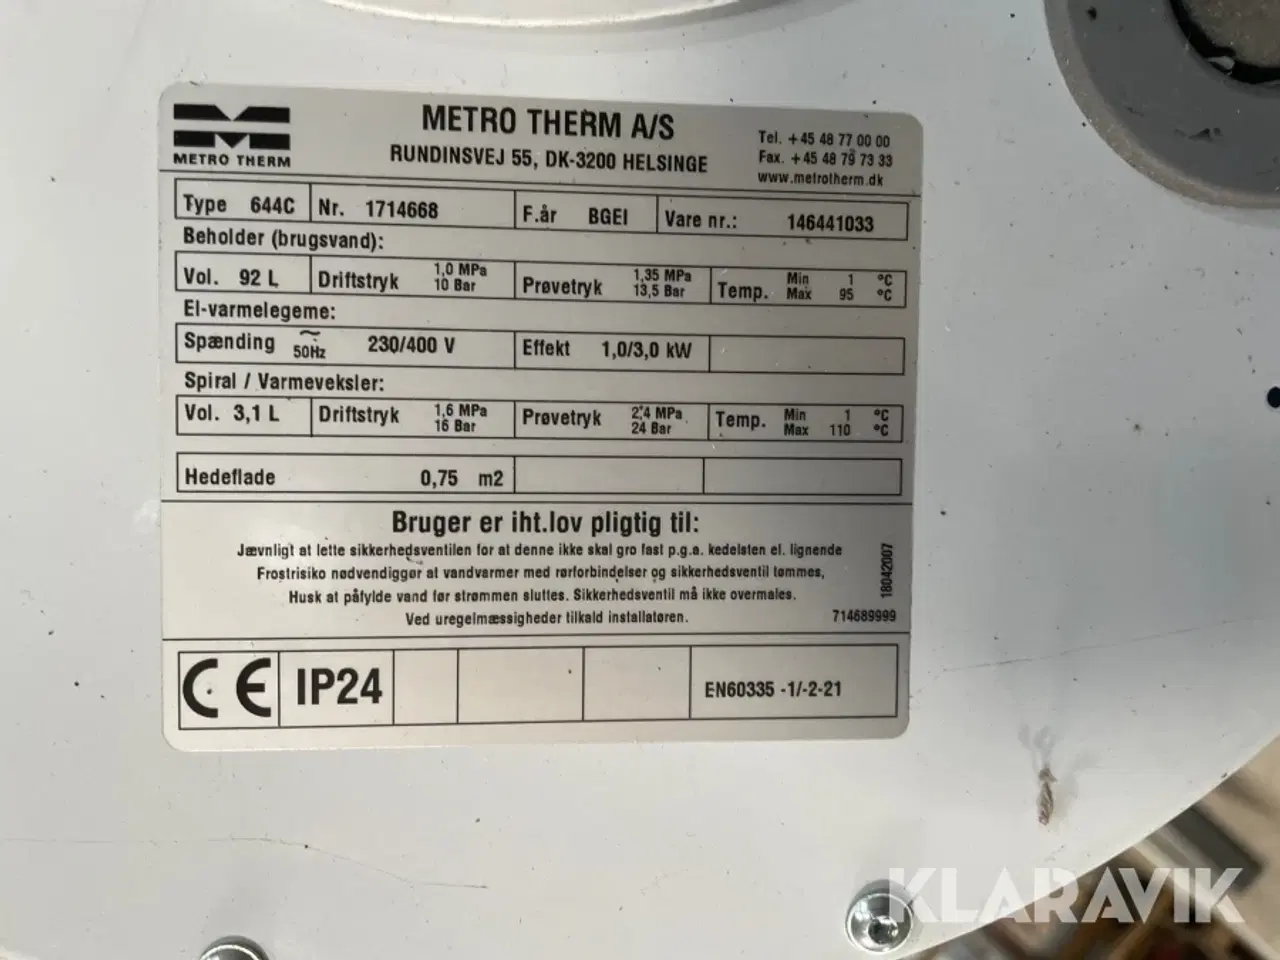 METRO THERM
METRO THERM A/S
RUNDINSVEJ 55, DK-3200 HELSINGE
Tel. +45 48 77 00 00
Fax. +45 48 79 73 33
www.metrotherm.dk
Type 644C Nr. 1714668 F.år BGEI Vare nr.: 146441033
Beholder (brugsvand):
Vol. 92 L Driftstryk 1,0 MPa 10 Bar Prøvetryk 1,35 MPa 13,5 Bar Temp. Min 1 °C Max 95 °C
El-varmelegeme:
Spænding 50Hz 230/400 V Effekt 1,0/3,0 kW
Spiral / Varmeveksler:
Vol. 3,1 L Driftstryk 1,6 MPa 16 Bar Prøvetryk 2,4 MPa 24 Bar Temp. Min 1 °C Max 110 °C
Hedeflade 0,75 m2
Bruger er iht.lov pligtig til:
Jævnligt at lette sikkerhedsventilen for at denne ikke skal gro fast p.g.a. kedelsten el. lignende
Frostrisiko nødvendiggør at vandvarmer med rørforbindelser og sikkerhedsventil tømmes,
Husk at påfylde vand før strømmen sluttes. Sikkerhedsventil må ikke overmales.
Ved uregelmæssigheder tilkald installatøren.
18042007
714689999
CE IP24 EN60335 -1/-2-21
KLARAVIK